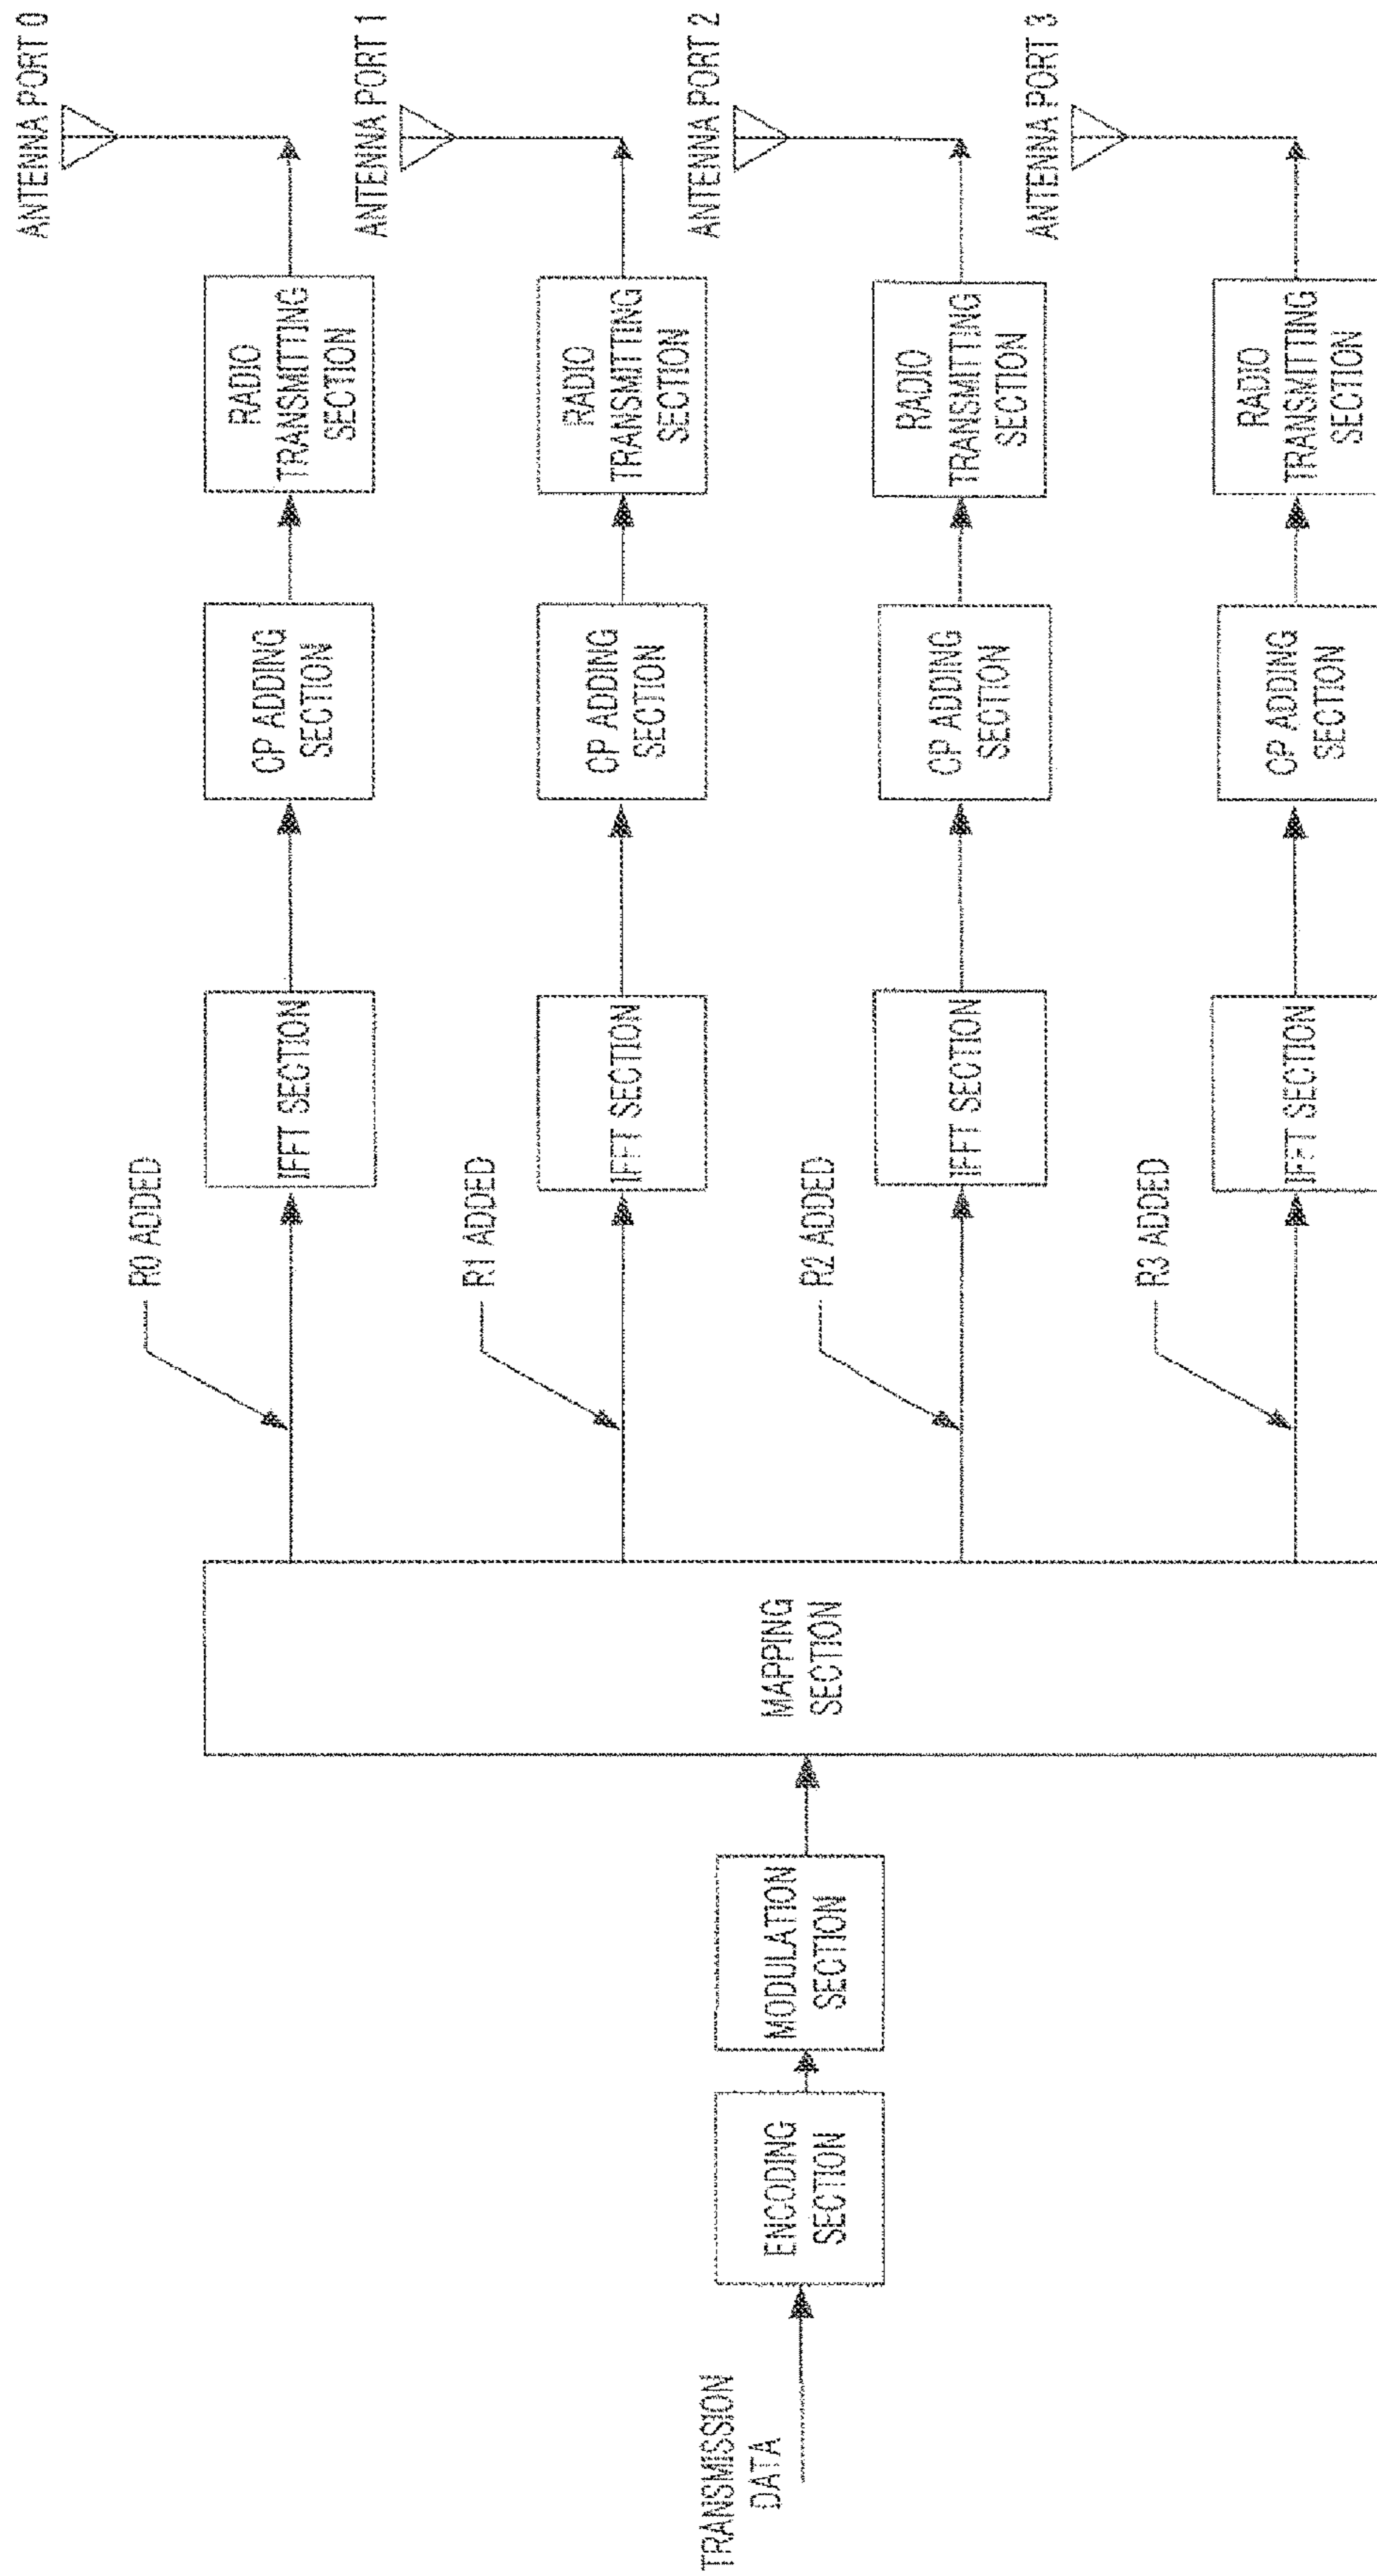 TRANSMISSION
DATA
ENCODING
SECTION
MODULATION
SECTION
MAPPING
SECTION
R0 ADDED
IFFT SECTION
CP ADDING
SECTION
RADIO
TRANSMITTING
SECTION
ANTENNA PORT 0
R1 ADDED
IFFT SECTION
CP ADDING
SECTION
RADIO
TRANSMITTING
SECTION
ANTENNA PORT 1
R2 ADDED
IFFT SECTION
CP ADDING
SECTION
RADIO
TRANSMITTING
SECTION
ANTENNA PORT 2
R3 ADDED
IFFT SECTION
CP ADDING
SECTION
RADIO
TRANSMITTING
SECTION
ANTENNA PORT 3